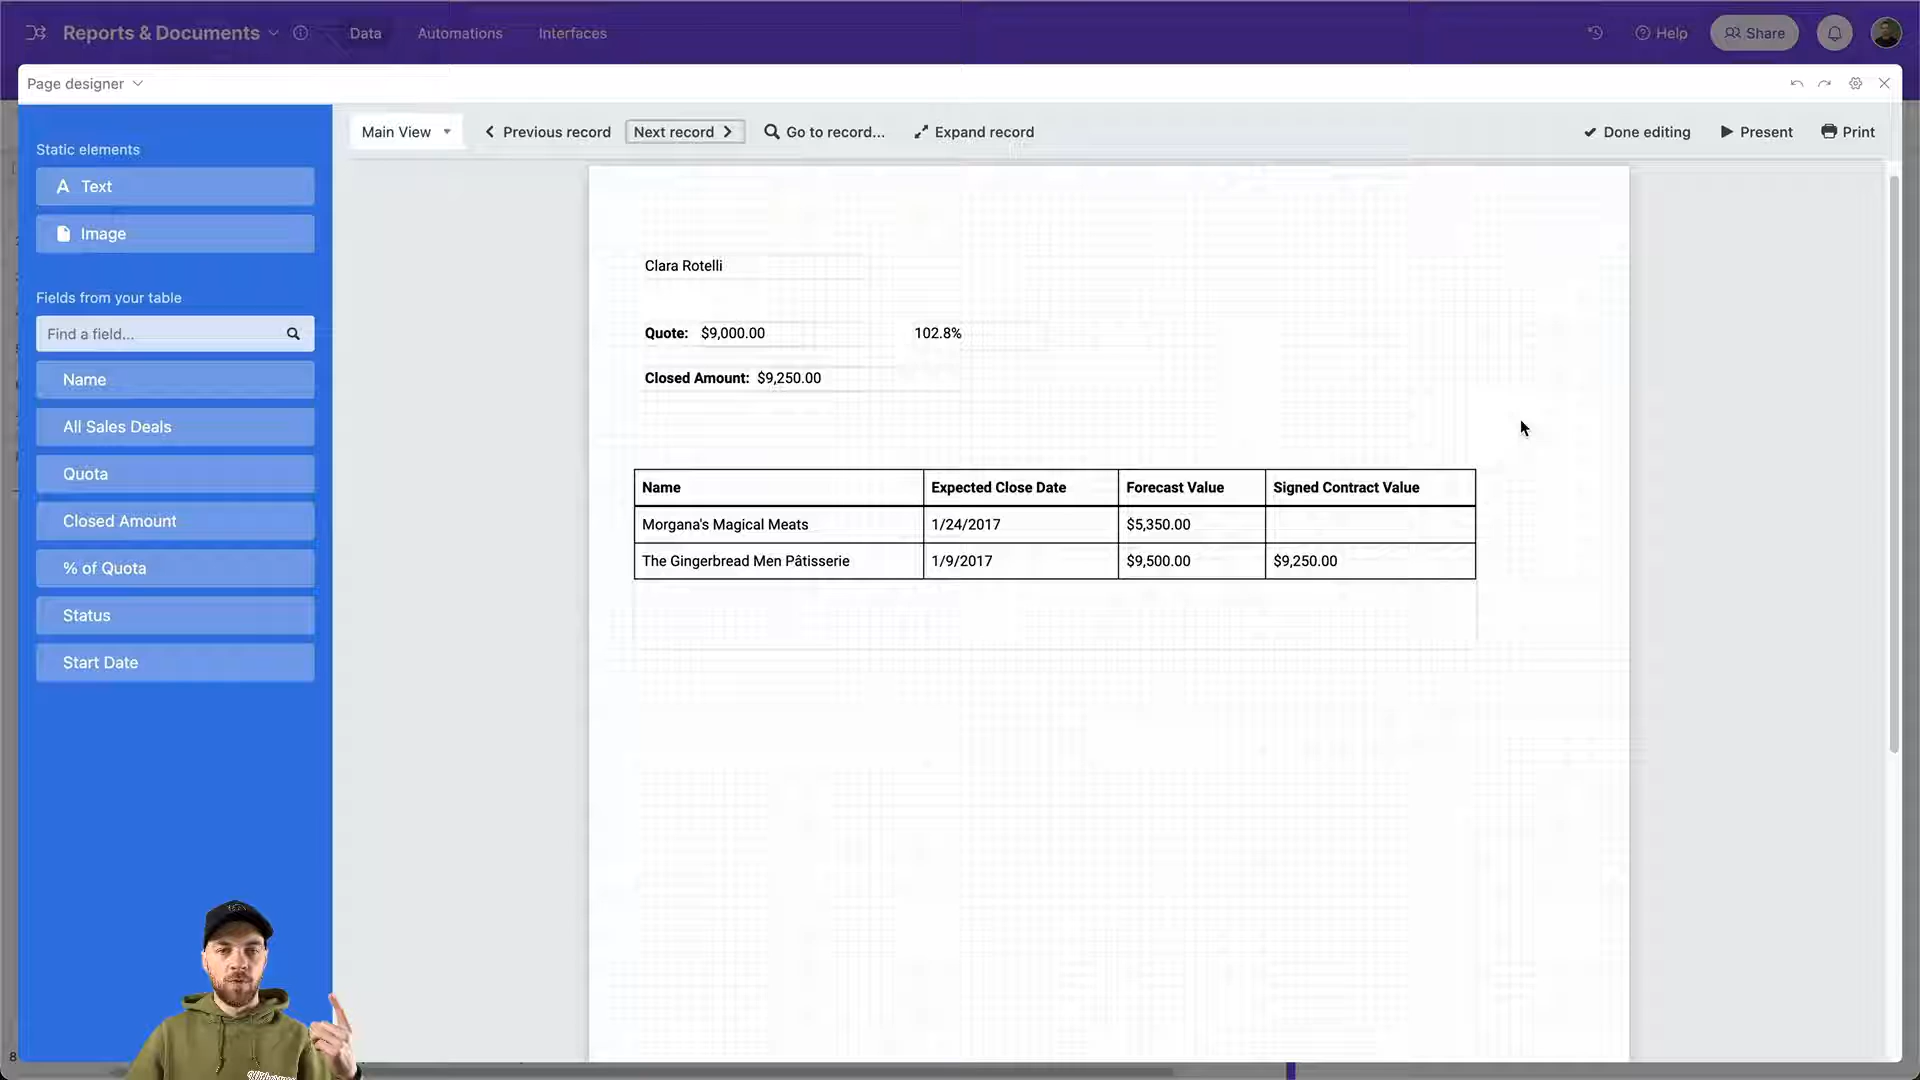 Reports & Documents
Data
Automations
Interfaces
Help
Share
Page designer
Main View
Previous record
Next record
Go to record...
Expand record
Done editing
Present
Print
Static elements
Text
Image
Fields from your table
Find a field...
Name
All Sales Deals
Quota
Closed Amount
% of Quota
Status
Start Date
Clara Rotelli
Quote: $9,000.00 102.8%
Closed Amount: $9,250.00
Name Expected Close Date Forecast Value Signed Contract Value
Morgana's Magical Meats 1/24/2017 $5,350.00
The Gingerbread Men Pâtisserie 1/9/2017 $9,500.00 $9,250.00
8